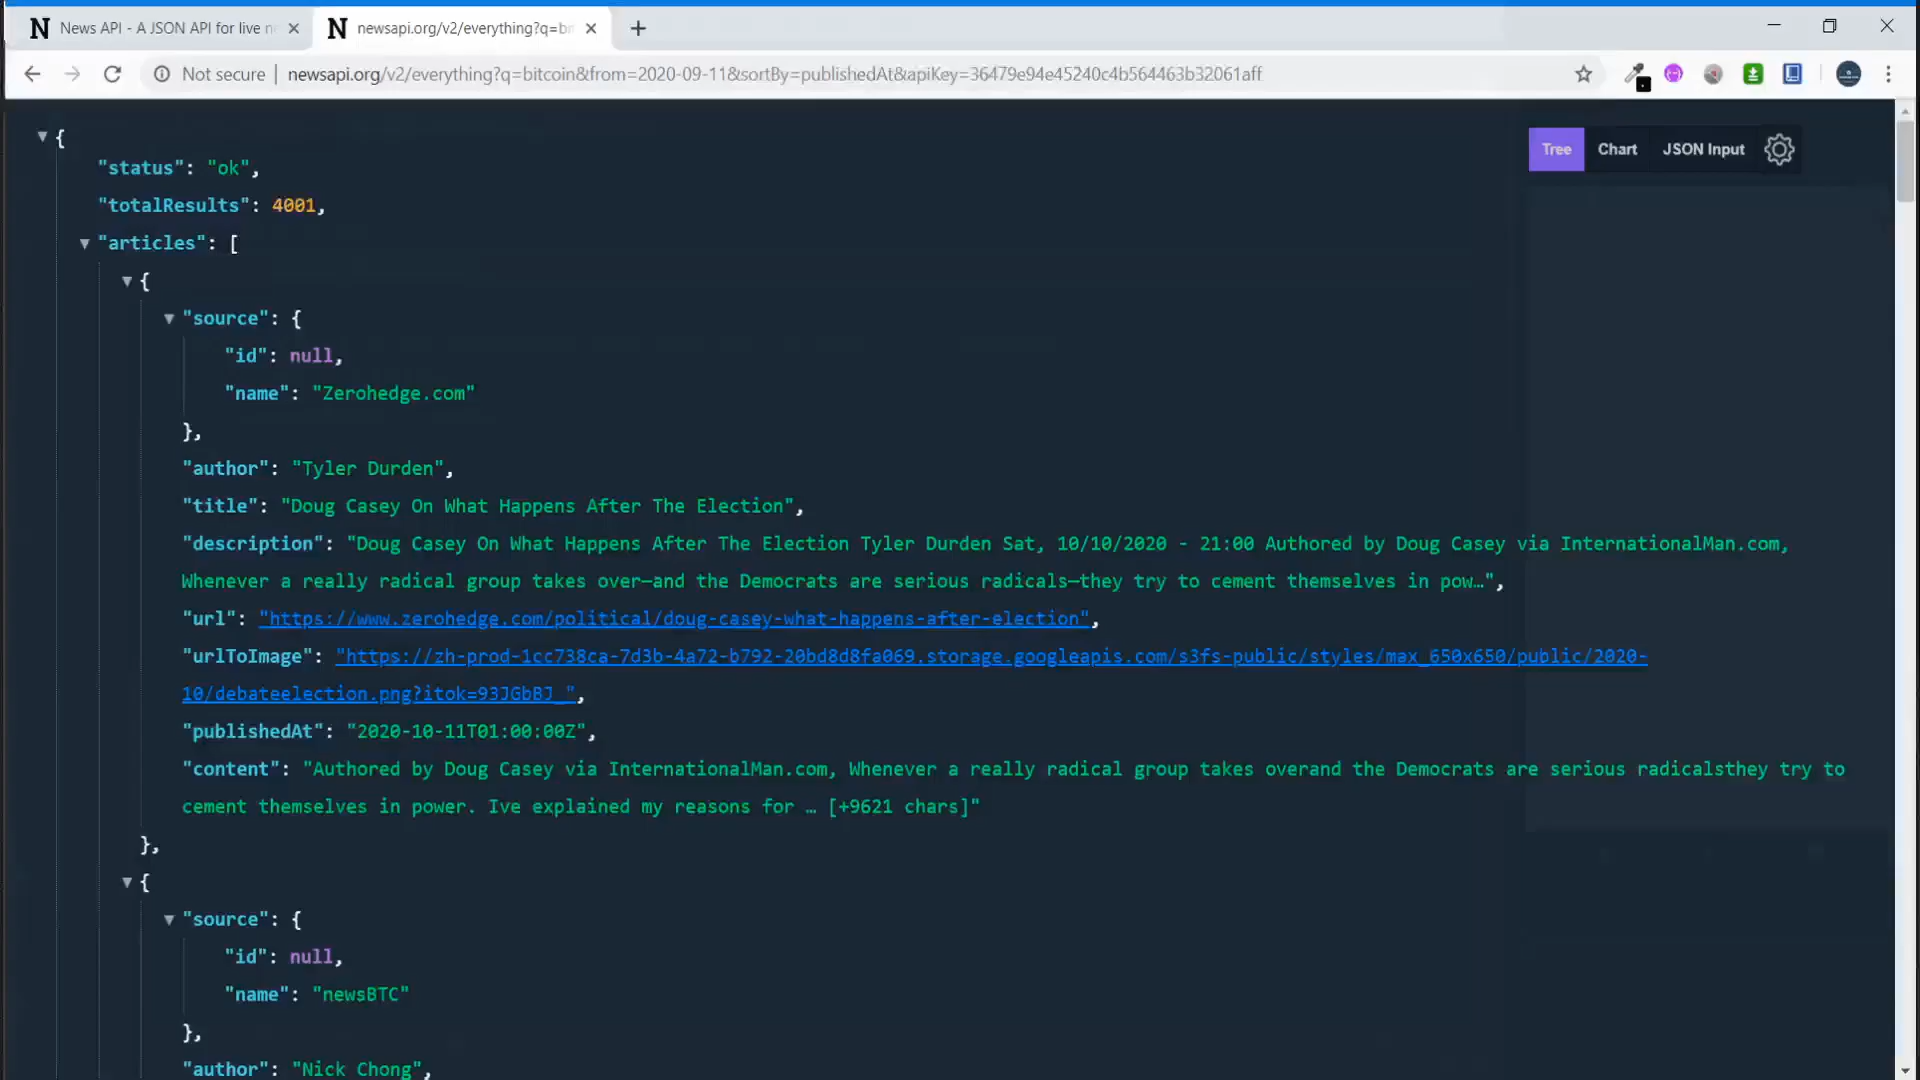 News API - A JSON API for live n
newsapi.org/v2/everything?q=bi
Not secure | newsapi.org/v2/everything?q=bitcoin&from=2020-09-11&sortBy=publishedAt&apiKey=36479e94e45240c4b564463b32061aff
Tree Chart JSON Input
{
"status": "ok",
"totalResults": 4001,
"articles": [
{
"source": {
"id": null,
"name": "Zerohedge.com"
},
"author": "Tyler Durden",
"title": "Doug Casey On What Happens After The Election",
"description": "Doug Casey On What Happens After The Election Tyler Durden Sat, 10/10/2020 - 21:00 Authored by Doug Casey via InternationalMan.com,
Whenever a really radical group takes over—and the Democrats are serious radicals—they try to cement themselves in pow…",
"url": "https://www.zerohedge.com/political/doug-casey-what-happens-after-election",
"urlToImage": "https://zh-prod-1cc738ca-7d3b-4a72-b792-20bd8d8fa069.storage.googleapis.com/s3fs-public/styles/max_650x650/public/2020-
10/debateelection.png?itok=93JGbBJ_",
"publishedAt": "2020-10-11T01:00:00Z",
"content": "Authored by Doug Casey via InternationalMan.com, Whenever a really radical group takes overand the Democrats are serious radicalsthey try to
cement themselves in power. Ive explained my reasons for … [+9621 chars]"
},
{
"source": {
"id": null,
"name": "newsBTC"
},
"author": "Nick Chong",